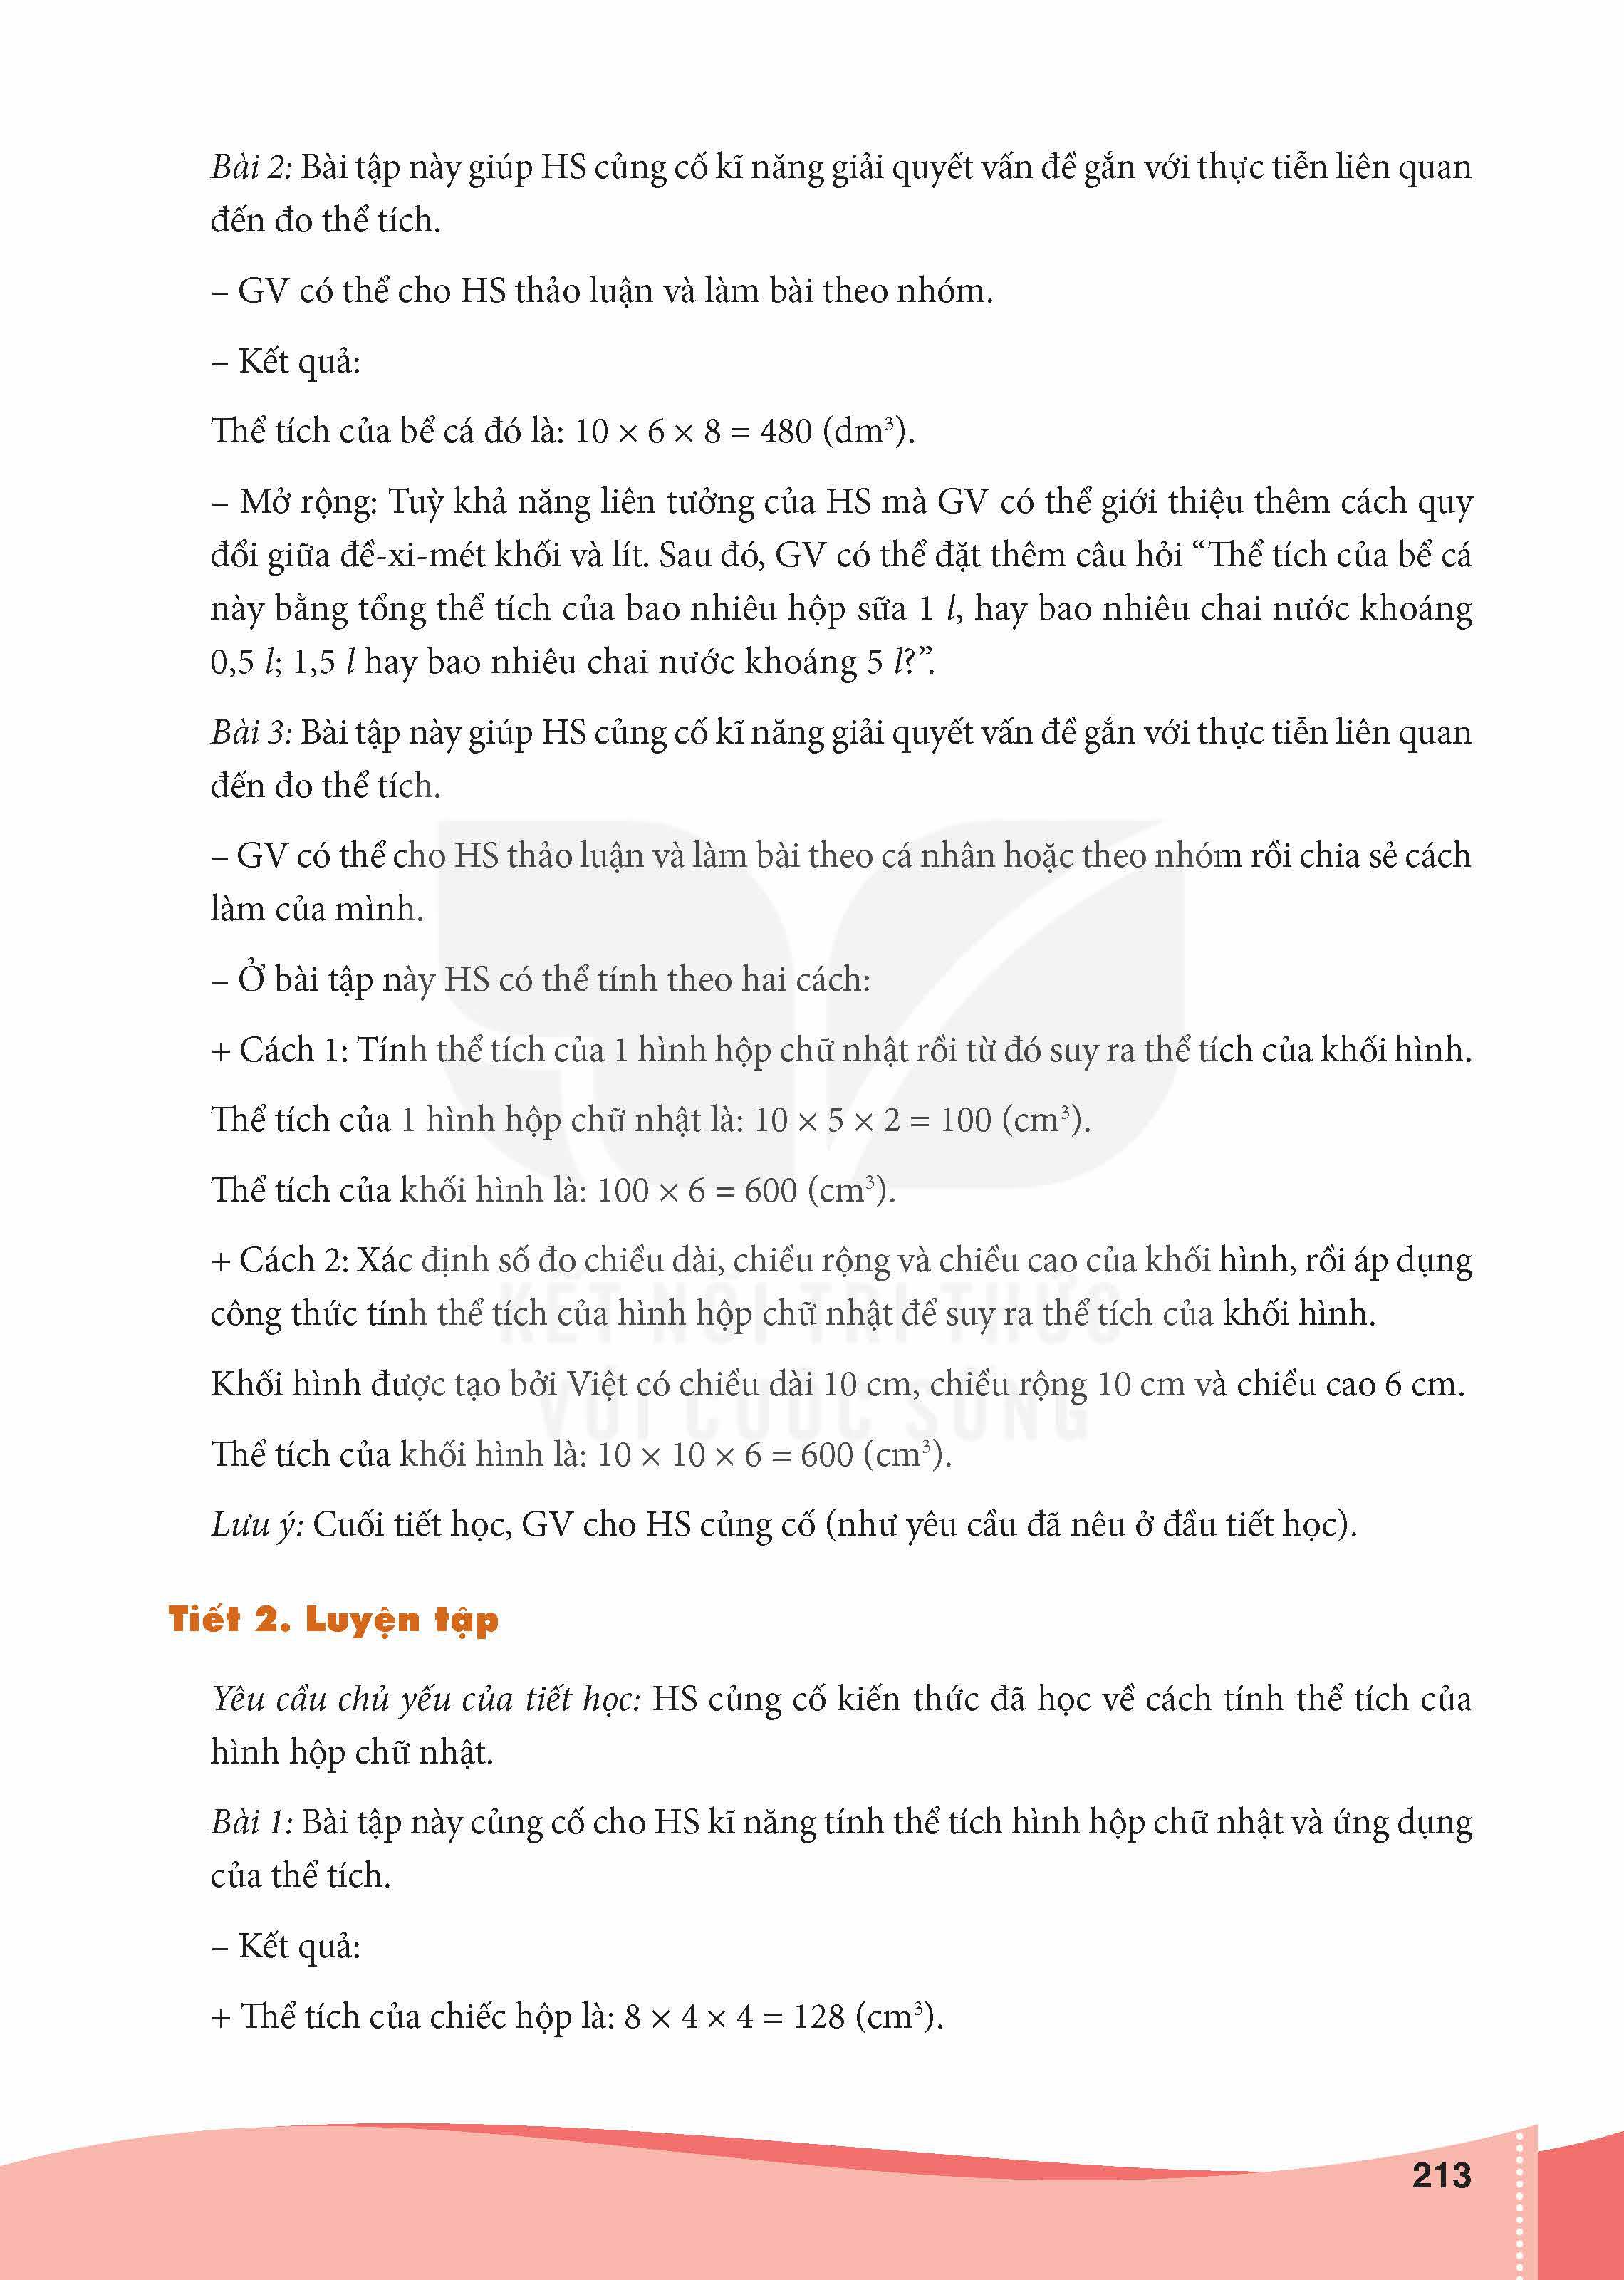 Bài 2: Bài tập này giúp HS củng cố kĩ năng giải quyết vấn đề gắn với thực tiễn liên quan
đến đo thể tích.
– GV có thể cho HS thảo luận và làm bài theo nhóm.
– Kết quả:
Thể tích của bể cá đó là: 10 × 6 × 8 = 480 (dm³).
– Mở rộng: Tuỳ khả năng liên tưởng của HS mà GV có thể giới thiệu thêm cách quy
đổi giữa đề-xi-mét khối và lít. Sau đó, GV có thể đặt thêm câu hỏi “Thể tích của bể cá
này bằng tổng thể tích của bao nhiêu hộp sữa 1 l, hay bao nhiêu chai nước khoáng
0,5 l; 1,5 l hay bao nhiêu chai nước khoáng 5 l?”.
Bài 3: Bài tập này giúp HS củng cố kĩ năng giải quyết vấn đề gắn với thực tiễn liên quan
đến đo thể tích.
– GV có thể cho HS thảo luận và làm bài theo cá nhân hoặc theo nhóm rồi chia sẻ cách
làm của mình.
– Ở bài tập này HS có thể tính theo hai cách:
+ Cách 1: Tính thể tích của 1 hình hộp chữ nhật rồi từ đó suy ra thể tích của khối hình.
Thể tích của 1 hình hộp chữ nhật là: 10 × 5 × 2 = 100 (cm³).
Thể tích của khối hình là: 100 × 6 = 600 (cm³).
+ Cách 2: Xác định số đo chiều dài, chiều rộng và chiều cao của khối hình, rồi áp dụng
công thức tính thể tích của hình hộp chữ nhật để suy ra thể tích của khối hình.
KẾT NỐI TRI THỨC
Khối hình được tạo bởi Việt có chiều dài 10 cm, chiều rộng 10 cm và chiều cao 6 cm.
VỚI CUỘC SỐNG
Thể tích của khối hình là: 10 × 10 × 6 = 600 (cm³).
Lưu ý: Cuối tiết học, GV cho HS củng cố (như yêu cầu đã nêu ở đầu tiết học).
Tiết 2. Luyện tập
Yêu cầu chủ yếu của tiết học: HS củng cố kiến thức đã học về cách tính thể tích của
hình hộp chữ nhật.
Bài 1: Bài tập này củng cố cho HS kĩ năng tính thể tích hình hộp chữ nhật và ứng dụng
của thể tích.
– Kết quả:
+ Thể tích của chiếc hộp là: 8 × 4 × 4 = 128 (cm³).
213